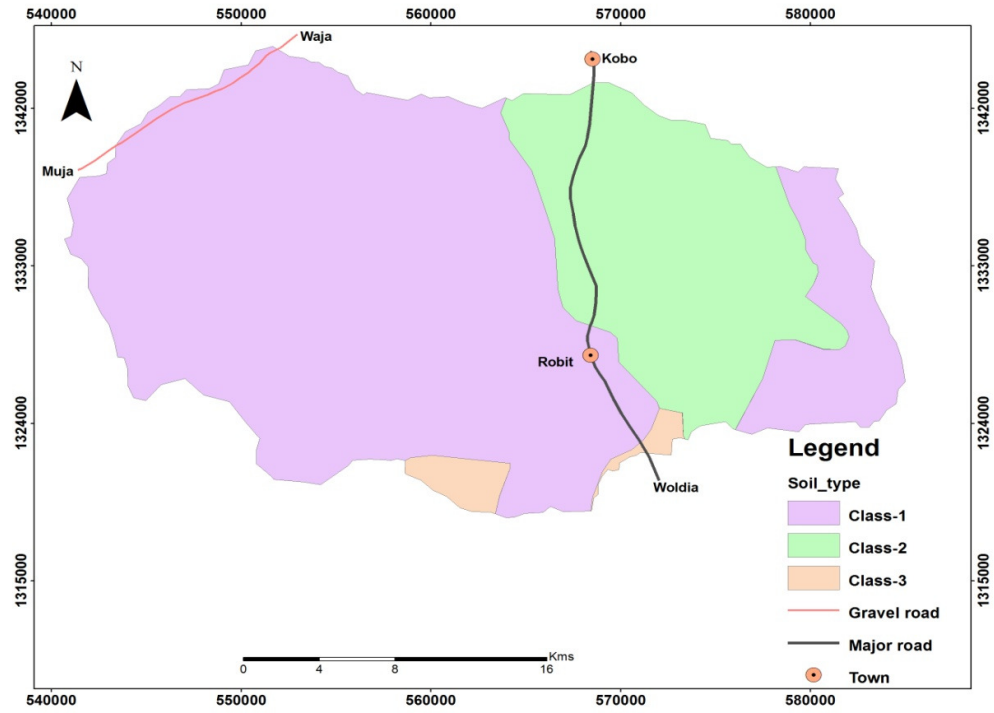 540000 550000 560000 570000 580000
Waja
Kobo
N
1342000 1342000
Muja
1333000 1333000
Robit
1324000 1324000
Legend
Soil_type
Woldia
Class-1
Class-2
Class-3
1315000 1315000
Gravel road
Major road
Town
Kms
0 4 8 16
540000 550000 560000 570000 580000